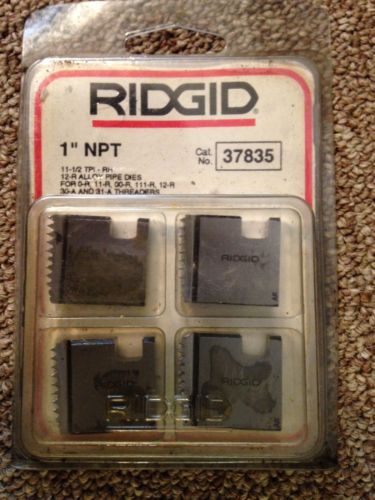 RIDGID
1" NPT
Cat. No. 37835
11-1/2 TPI - RH
12-R ALLOY PIPE DIES
FOR 0-R, 11-R, 00-R, 111-R, 12-R
30-A AND 31-A THREADERS
RIDGID
RIDGID
RIDGID